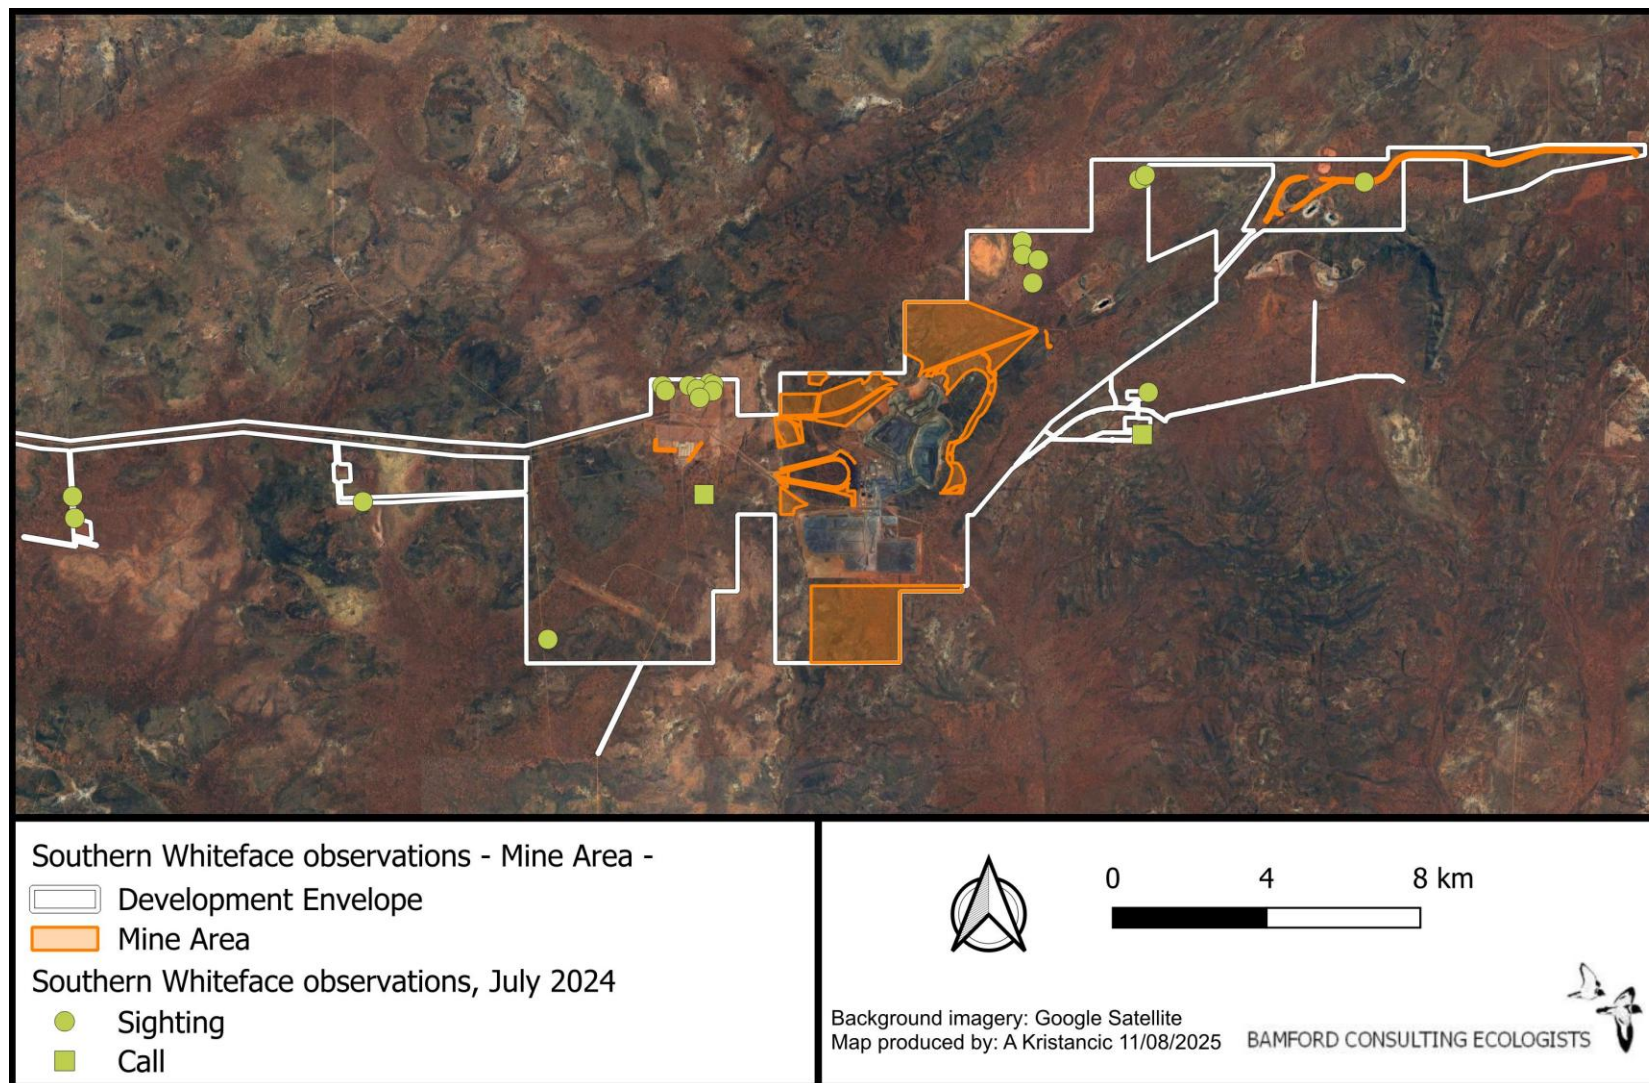 Southern Whiteface observations - Mine Area -
Development Envelope
Mine Area
Southern Whiteface observations, July 2024
Sighting
Call
0 4 8 km
Background imagery: Google Satellite
Map produced by: A Kristancic 11/08/2025
BAMFORD CONSULTING ECOLOGISTS